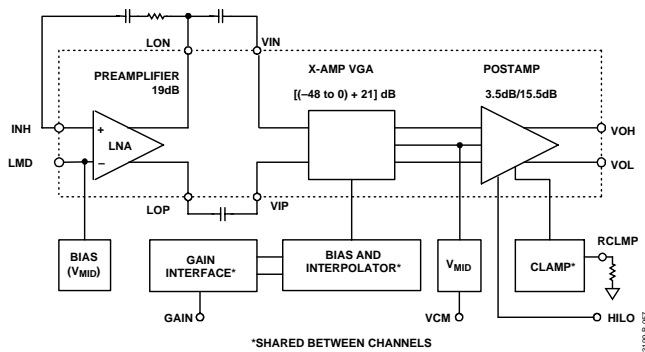 LON
VIN
PREAMPLIFIER
19dB
X-AMP VGA
[(–48 to 0) + 21] dB
POSTAMP
3.5dB/15.5dB
INH
+
LNA
–
LMD
VOH
VOL
LOP
VIP
BIAS
(VMID)
GAIN
INTERFACE*
BIAS AND
INTERPOLATOR*
VMID
CLAMP*
RCLMP
GAIN
VCM
HILO
*SHARED BETWEEN CHANNELS